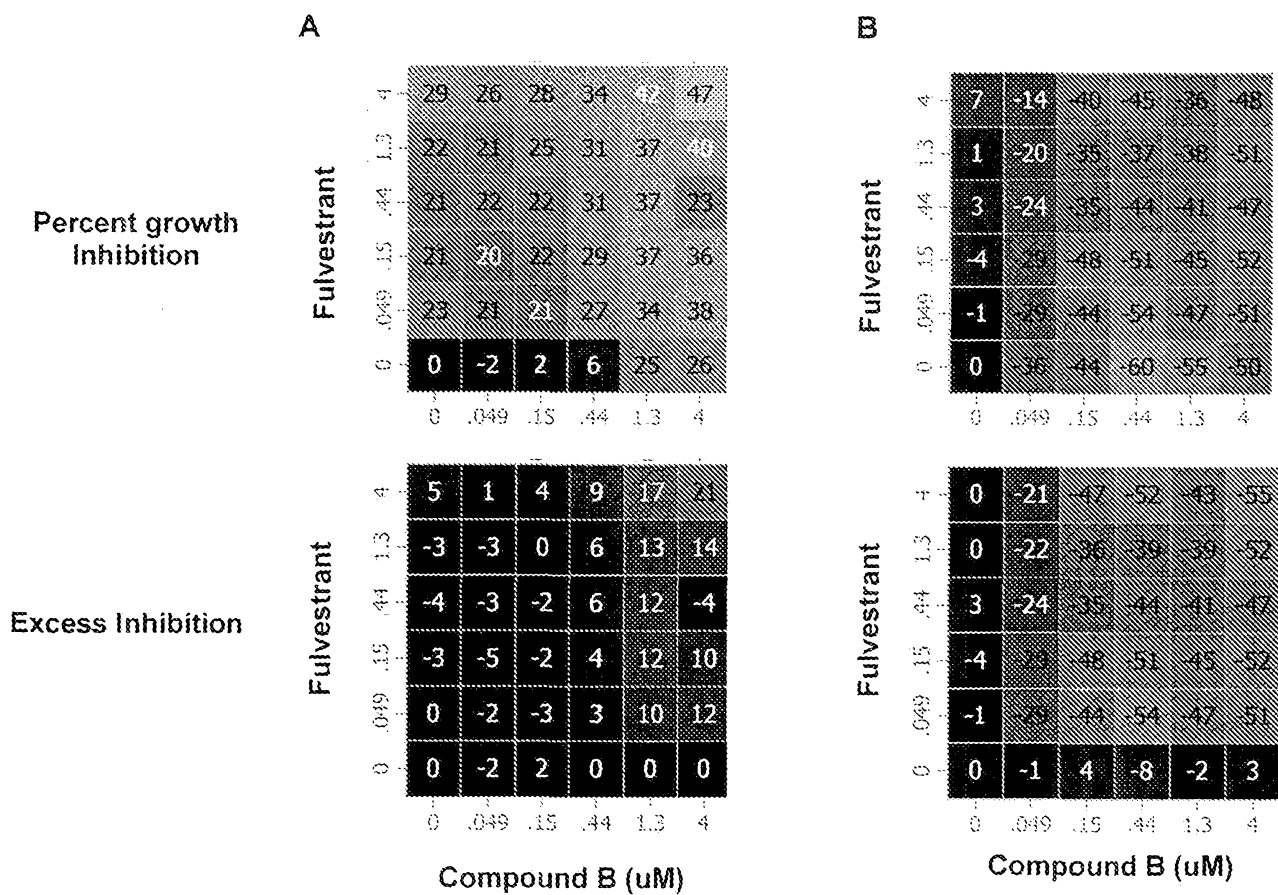 A
B
Percent growth
Inhibition
Fulvestrant
4 29 26 28 34 42 47
1.3 22 21 25 31 37 40
.44 21 22 22 31 37 23
.15 21 20 22 29 37 36
.049 23 21 21 27 34 38
0 0 -2 2 6 25 26
0 .049 .15 .44 1.3 4
Fulvestrant
4 7 -14 -40 -45 -36 -48
1.3 1 -20 -35 -37 -38 -51
.44 3 -24 -35 -44 -41 -47
.15 -4 -29 -48 -51 -45 -52
.049 -1 -29 -44 -54 -47 -51
0 0 -36 -44 -60 -55 -50
0 .049 .15 .44 1.3 4
Excess Inhibition
Fulvestrant
4 5 1 4 9 17 21
1.3 -3 -3 0 6 13 14
.44 -4 -3 -2 6 12 -4
.15 -3 -5 -2 4 12 10
.049 0 -2 -3 3 10 12
0 0 -2 2 0 0 0
0 .049 .15 .44 1.3 4
Compound B (uM)
Fulvestrant
4 0 -21 -47 52 -43 -55
1.3 0 -22 -36 -39 -39 -52
.44 3 -24 -35 -44 -41 -47
.15 -4 -29 -48 -51 -45 -52
.049 -1 -29 -44 -54 -47 -51
0 0 -1 4 -8 -2 3
0 .049 .15 .44 1.3 4
Compound B (uM)